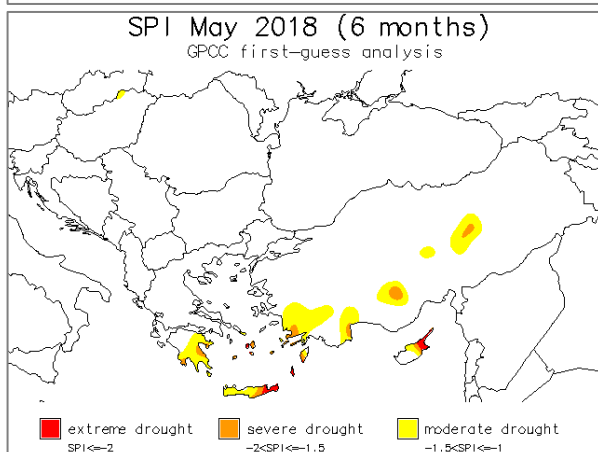 SPI May 2018 (6 months)
GPCC first-guess analysis
extreme drought severe drought moderate drought
SPI<=-2 -2<SPI<=-1.5 -1.5<SPI<=-1